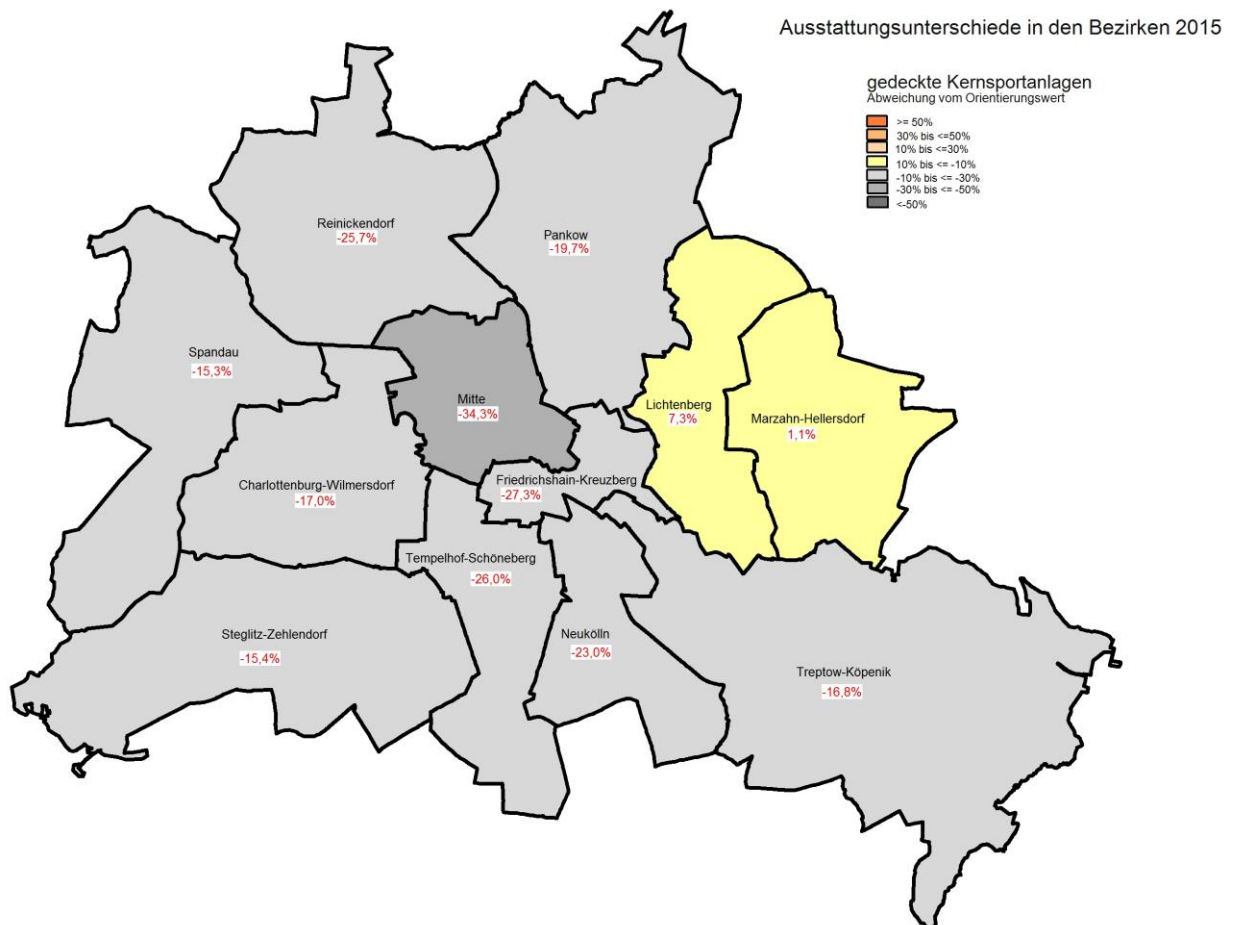 Ausstattungsunterschiede in den Bezirken 2015
gedeckte Kernsportanlagen
Abweichung vom Orientierungswert
>= 50%
30% bis <=50%
10% bis <=30%
10% bis <= -10%
-10% bis <= -30%
-30% bis <= -50%
<-50%
Reinickendorf
-25,7%
Pankow
-19,7%
Spandau
-15,3%
Mitte
-34,3%
Lichtenberg
7,3%
Marzahn-Hellersdorf
1,1%
Charlottenburg-Wilmersdorf
-17,0%
Friedrichshain-Kreuzberg
-27,3%
Tempelhof-Schöneberg
-26,0%
Steglitz-Zehlendorf
-15,4%
Neukölln
-23,0%
Treptow-Köpenik
-16,8%